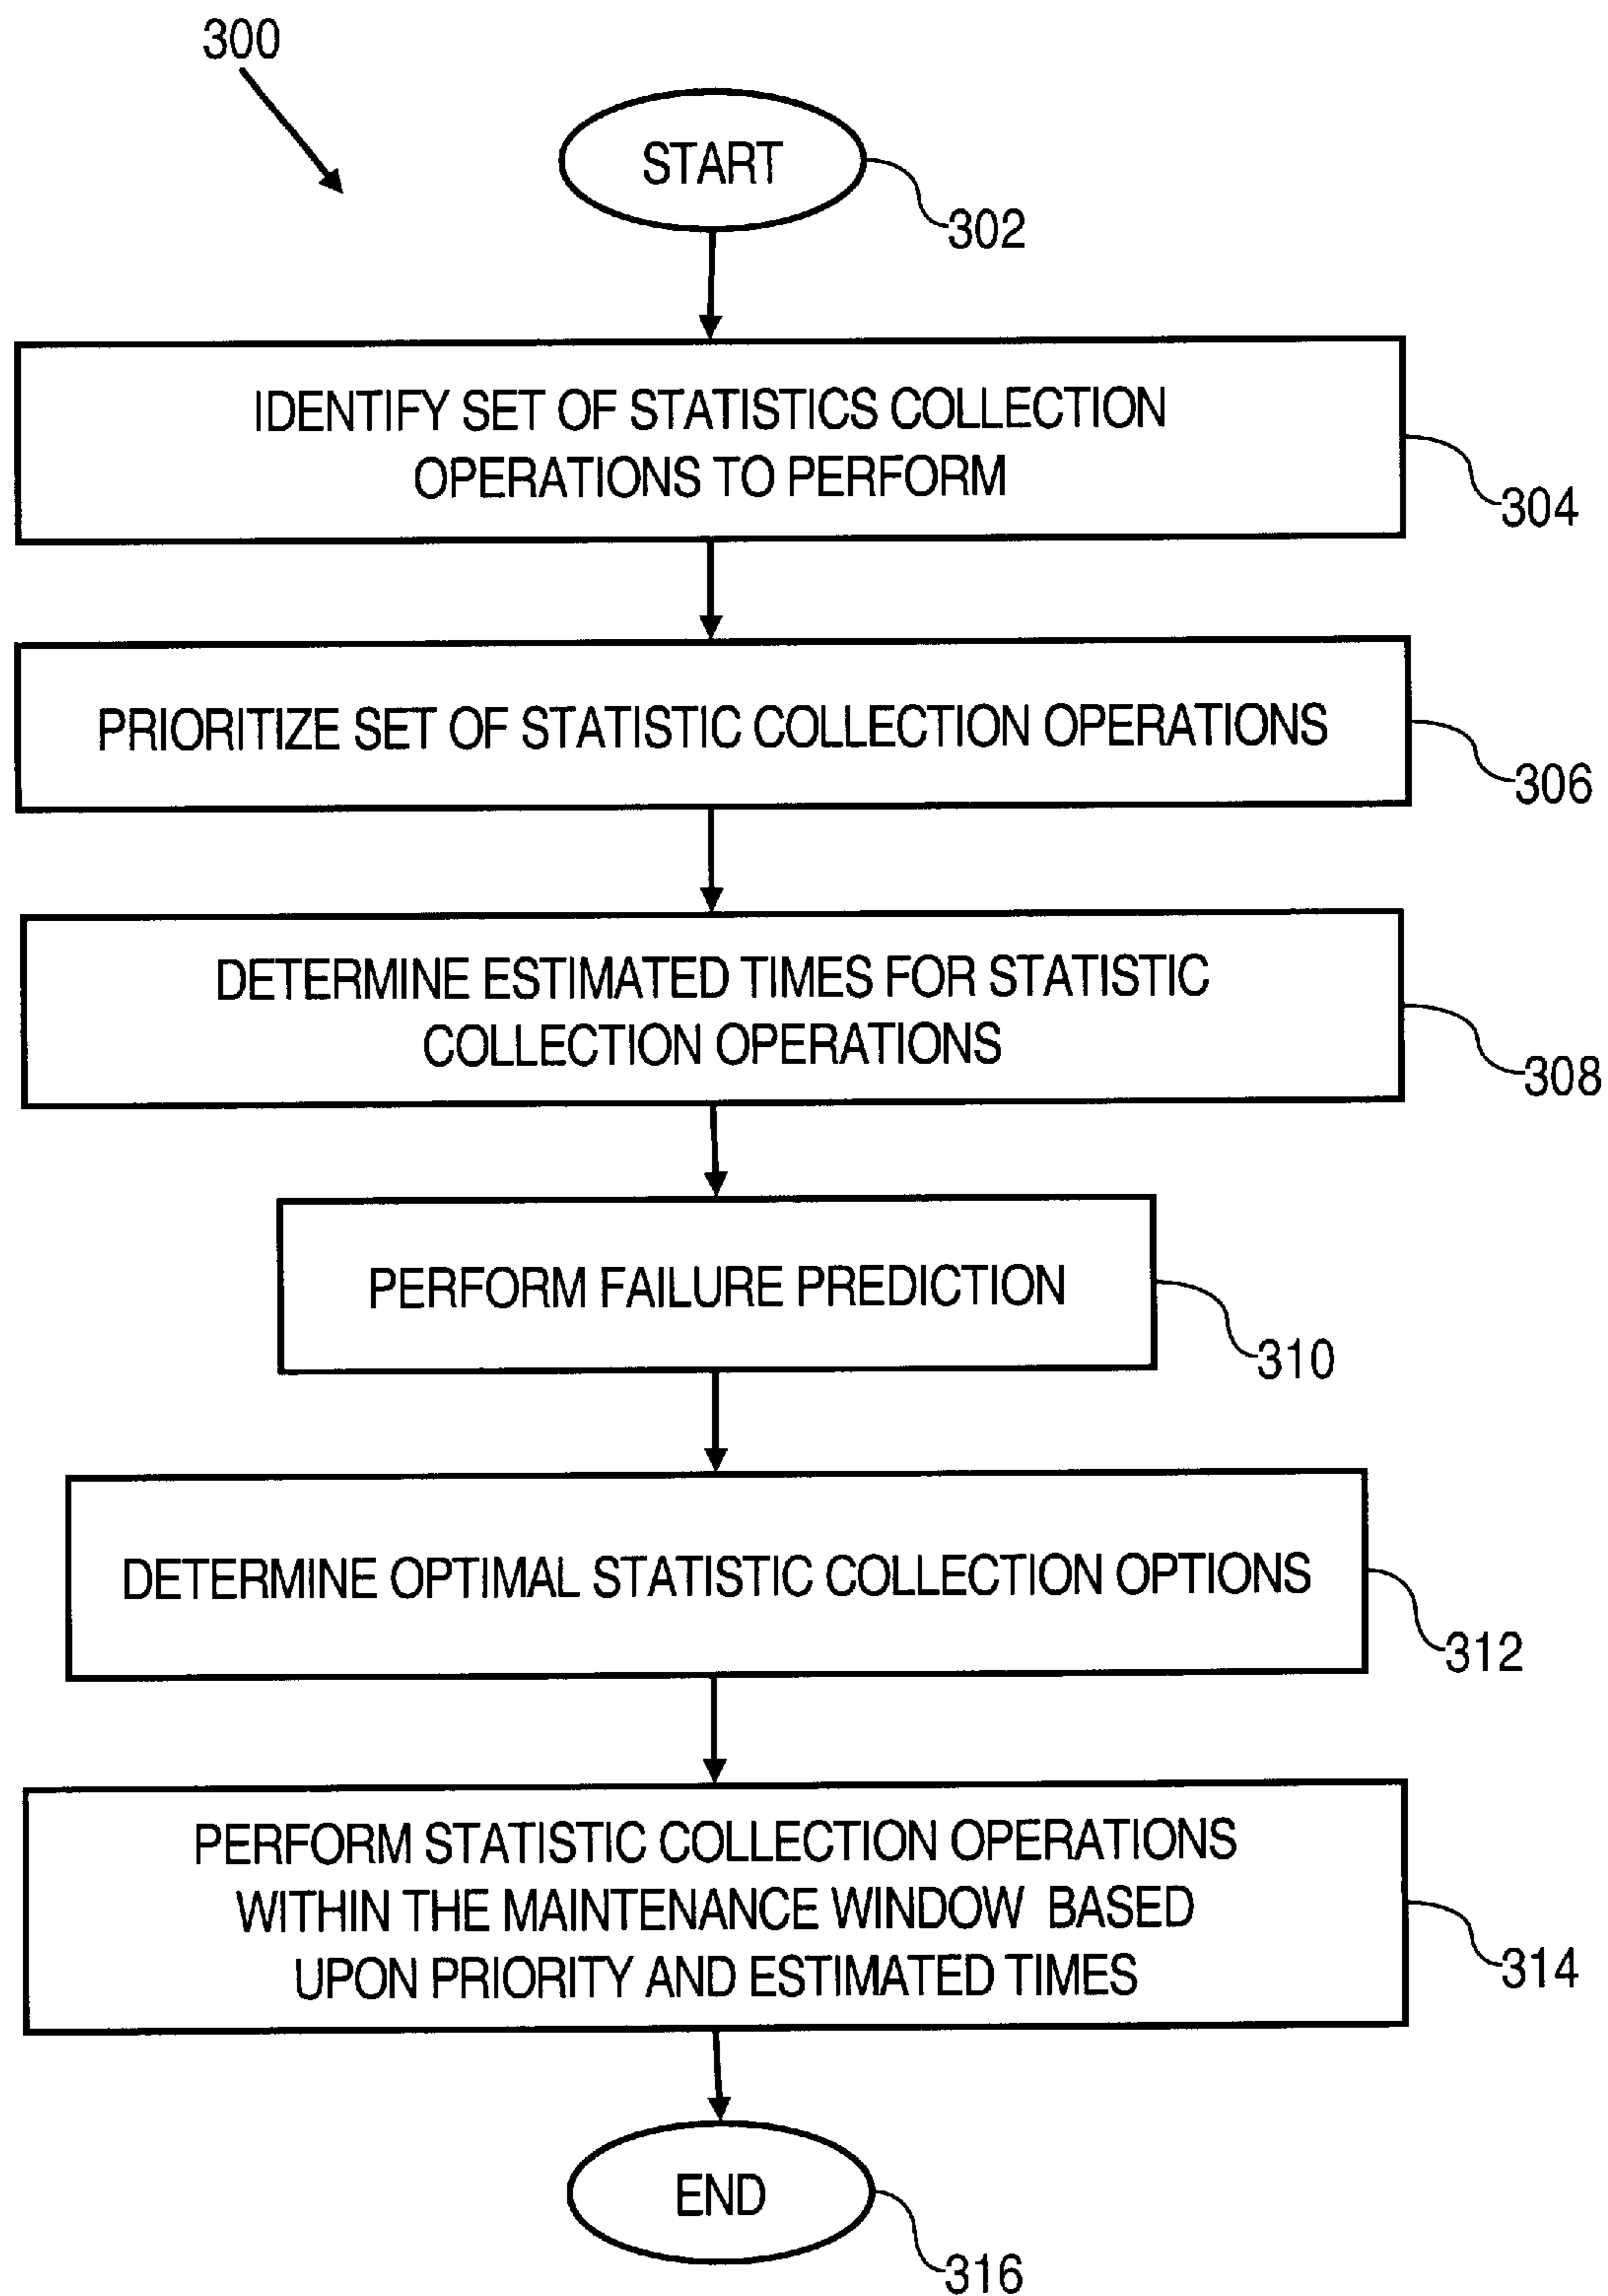 300
START
302
IDENTIFY SET OF STATISTICS COLLECTION
OPERATIONS TO PERFORM
304
PRIORITIZE SET OF STATISTIC COLLECTION OPERATIONS
306
DETERMINE ESTIMATED TIMES FOR STATISTIC
COLLECTION OPERATIONS
308
PERFORM FAILURE PREDICTION
310
DETERMINE OPTIMAL STATISTIC COLLECTION OPTIONS
312
PERFORM STATISTIC COLLECTION OPERATIONS
WITHIN THE MAINTENANCE WINDOW BASED
UPON PRIORITY AND ESTIMATED TIMES
314
END
316